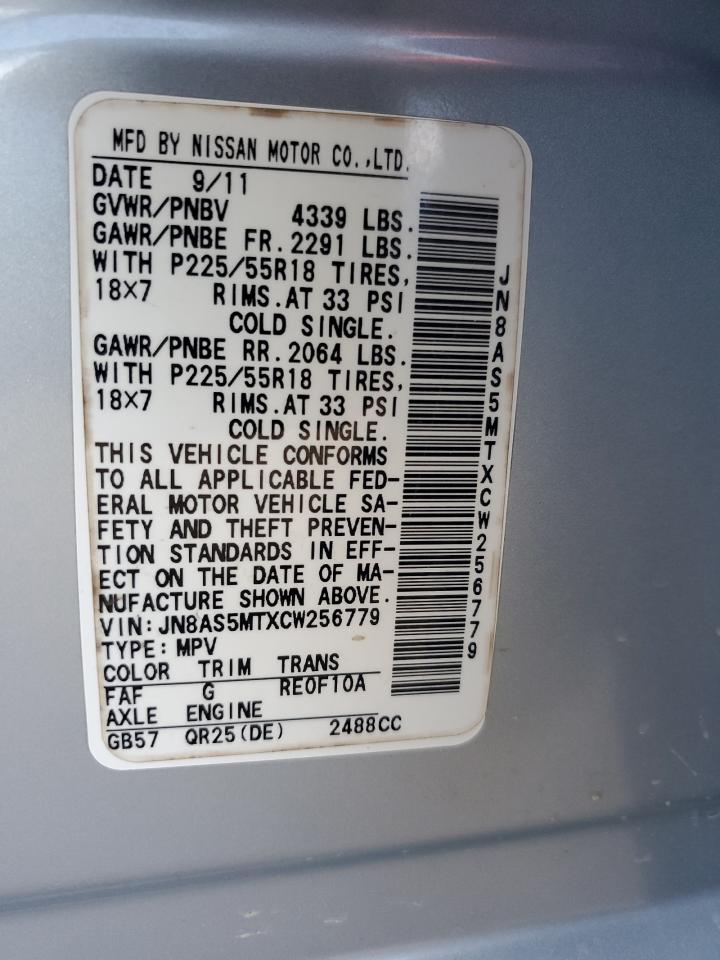 MFD BY NISSAN MOTOR CO.,LTD.
DATE 9/11
GVWR/PNBV 4339 LBS.
GAWR/PNBE FR.2291 LBS.
WITH P225/55R18 TIRES,
18×7 RIMS.AT 33 PSI
COLD SINGLE.
GAWR/PNBE RR.2064 LBS.
WITH P225/55R18 TIRES,
18×7 RIMS.AT 33 PSI
COLD SINGLE.
THIS VEHICLE CONFORMS
TO ALL APPLICABLE FED-
ERAL MOTOR VEHICLE SA-
FETY AND THEFT PREVEN-
TION STANDARDS IN EFF-
ECT ON THE DATE OF MA-
NUFACTURE SHOWN ABOVE.
VIN:JN8AS5MTXCW256779
TYPE:MPV
COLOR TRIM TRANS
FAF G RE0F10A
AXLE ENGINE
GB57 QR25(DE) 2488CC
JN8AS5MTXCW256779